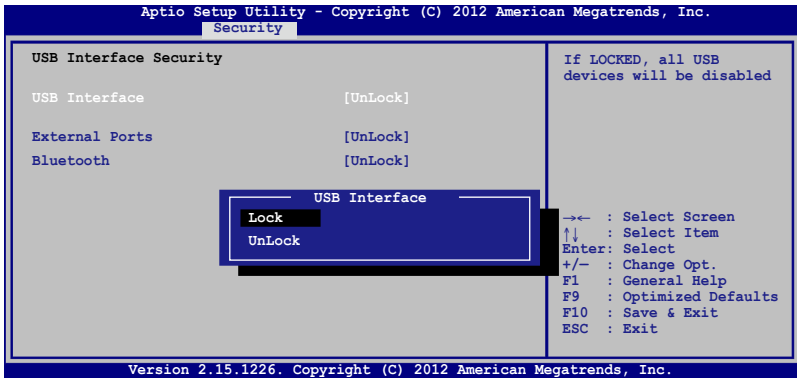 Aptio Setup Utility - Copyright (C) 2012 American Megatrends, Inc.
Security
USB Interface Security
USB Interface [UnLock]
External Ports [UnLock]
Bluetooth [UnLock]
USB Interface
Lock
UnLock
If LOCKED, all USB
devices will be disabled
→← : Select Screen
↑↓ : Select Item
Enter: Select
+/— : Change Opt.
F1 : General Help
F9 : Optimized Defaults
F10 : Save & Exit
ESC : Exit
Version 2.15.1226. Copyright (C) 2012 American Megatrends, Inc.